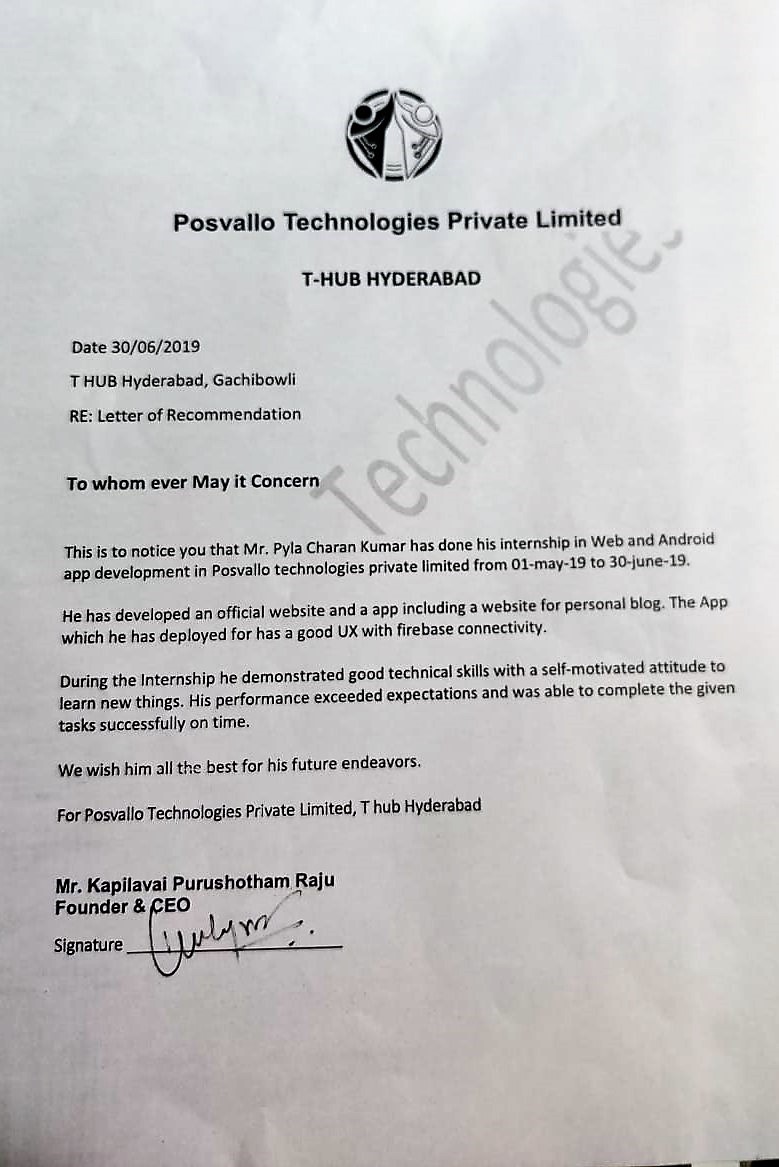 Posvallo Technologies Private Limited
T-HUB HYDERABAD
Technologies
Date 30/06/2019
T HUB Hyderabad, Gachibowli
RE: Letter of Recommendation
To whom ever May it Concern
This is to notice you that Mr. Pyla Charan Kumar has done his internship in Web and Android
app development in Posvallo technologies private limited from 01-may-19 to 30-june-19.
He has developed an official website and a app including a website for personal blog. The App
which he has deployed for has a good UX with firebase connectivity.
During the Internship he demonstrated good technical skills with a self-motivated attitude to
learn new things. His performance exceeded expectations and was able to complete the given
tasks successfully on time.
We wish him all the best for his future endeavors.
For Posvallo Technologies Private Limited, T hub Hyderabad
Mr. Kapilavai Purushotham Raju
Founder & CEO
Signature